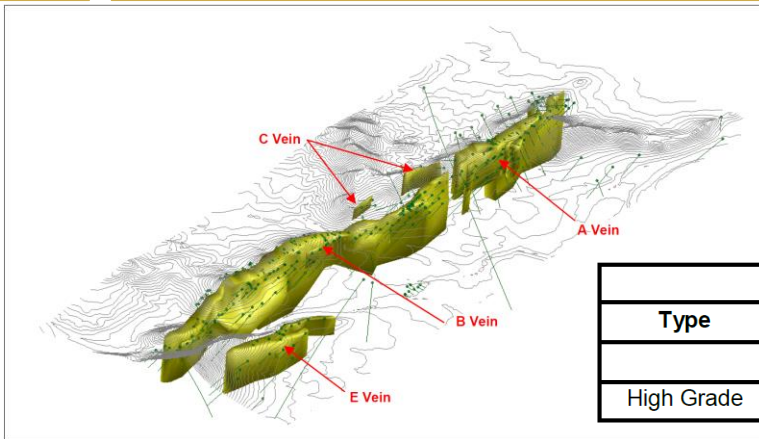 C Vein
A Vein
B Vein
E Vein
Type
High Grade